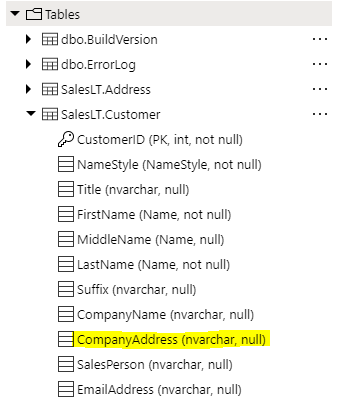 Tables
dbo.BuildVersion
dbo.ErrorLog
SalesLT.Address
SalesLT.Customer
CustomerID (PK, int, not null)
NameStyle (NameStyle, not null)
Title (nvarchar, null)
FirstName (Name, not null)
MiddleName (Name, null)
LastName (Name, not null)
Suffix (nvarchar, null)
CompanyName (nvarchar, null)
CompanyAddress (nvarchar, null)
SalesPerson (nvarchar, null)
EmailAddress (nvarchar, null)